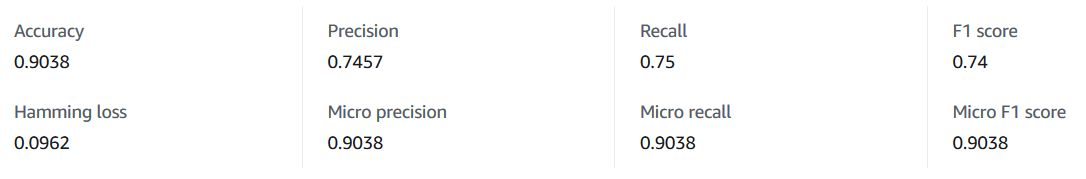 Accuracy Precision Recall F1 score
0.9038 0.7457 0.75 0.74
Hamming loss Micro precision Micro recall Micro F1 score
0.0962 0.9038 0.9038 0.9038